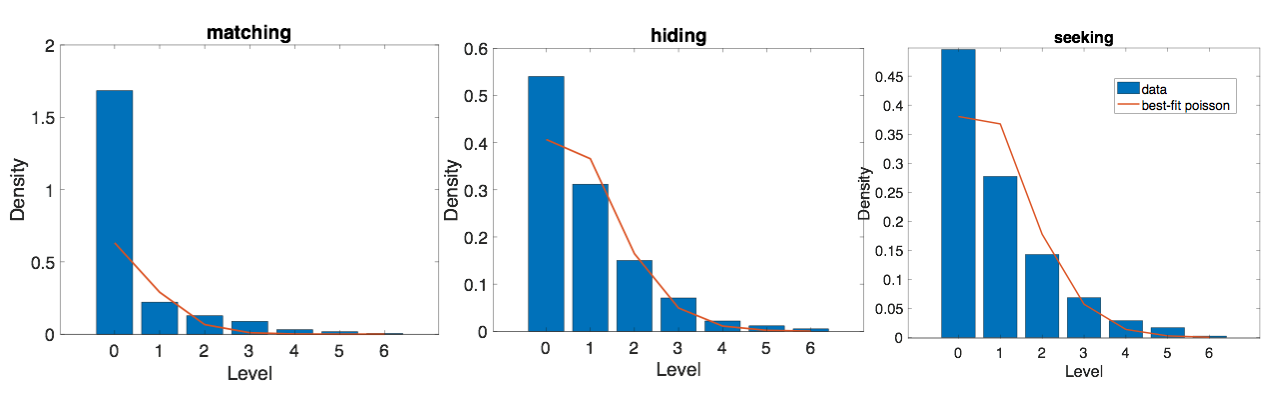 matching
2
1.5
1
0.5
0
Density
0 1 2 3 4 5 6
Level
hiding
0.6
0.5
0.4
0.3
0.2
0.1
0
Density
0 1 2 3 4 5 6
Level
seeking
0.45
0.4
0.35
0.3
0.25
0.2
0.15
0.1
0.05
0
Density
data
best-fit poisson
0 1 2 3 4 5 6
Level